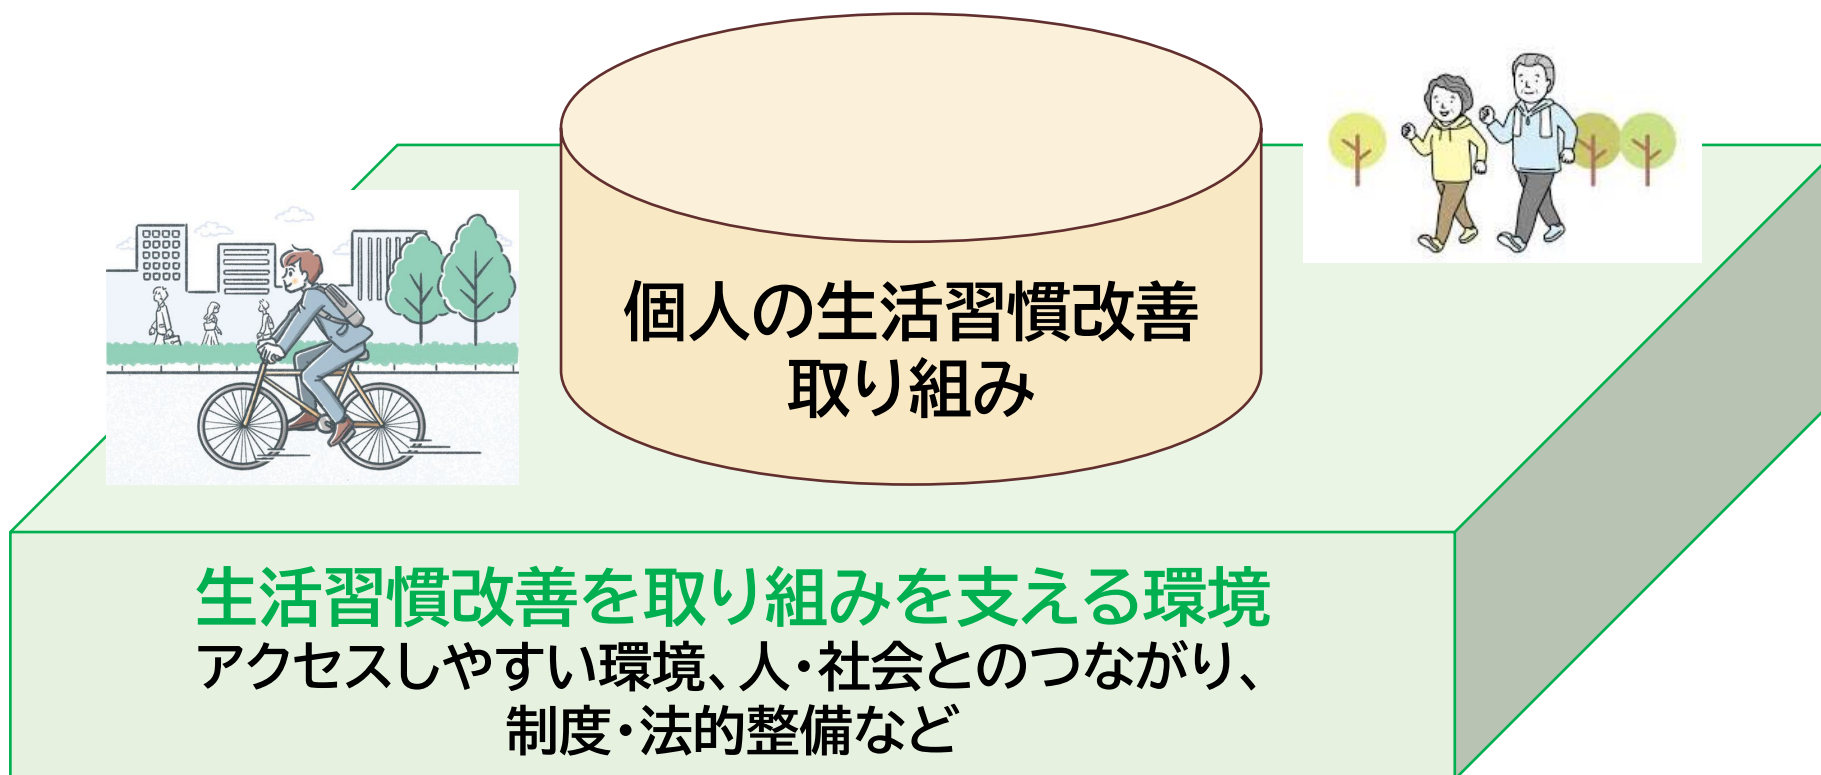 個人の生活習慣改善
取り組み
生活習慣改善を取り組みを支える環境
アクセスしやすい環境、人・社会とのつながり、
制度・法的整備など